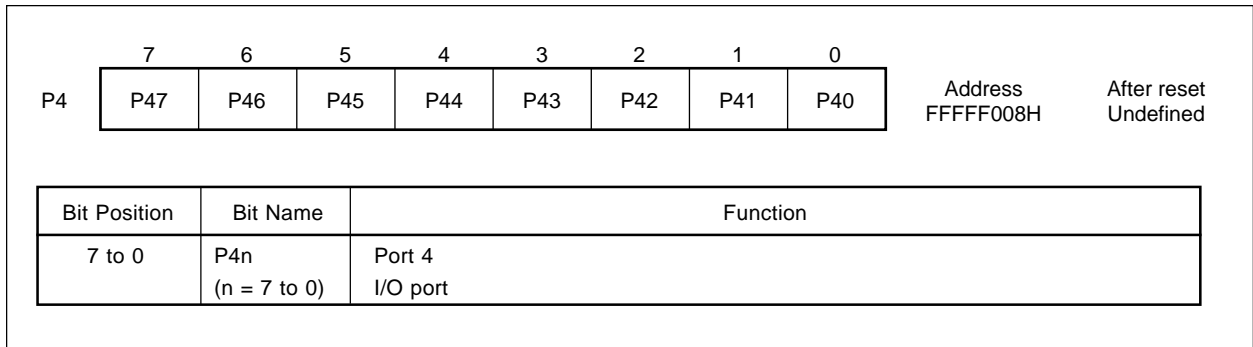 7 6 5 4 3 2 1 0
P4 P47 P46 P45 P44 P43 P42 P41 P40 Address After reset
FFFFF008H Undefined
Bit Position Bit Name Function
7 to 0 P4n Port 4
(n = 7 to 0) I/O port